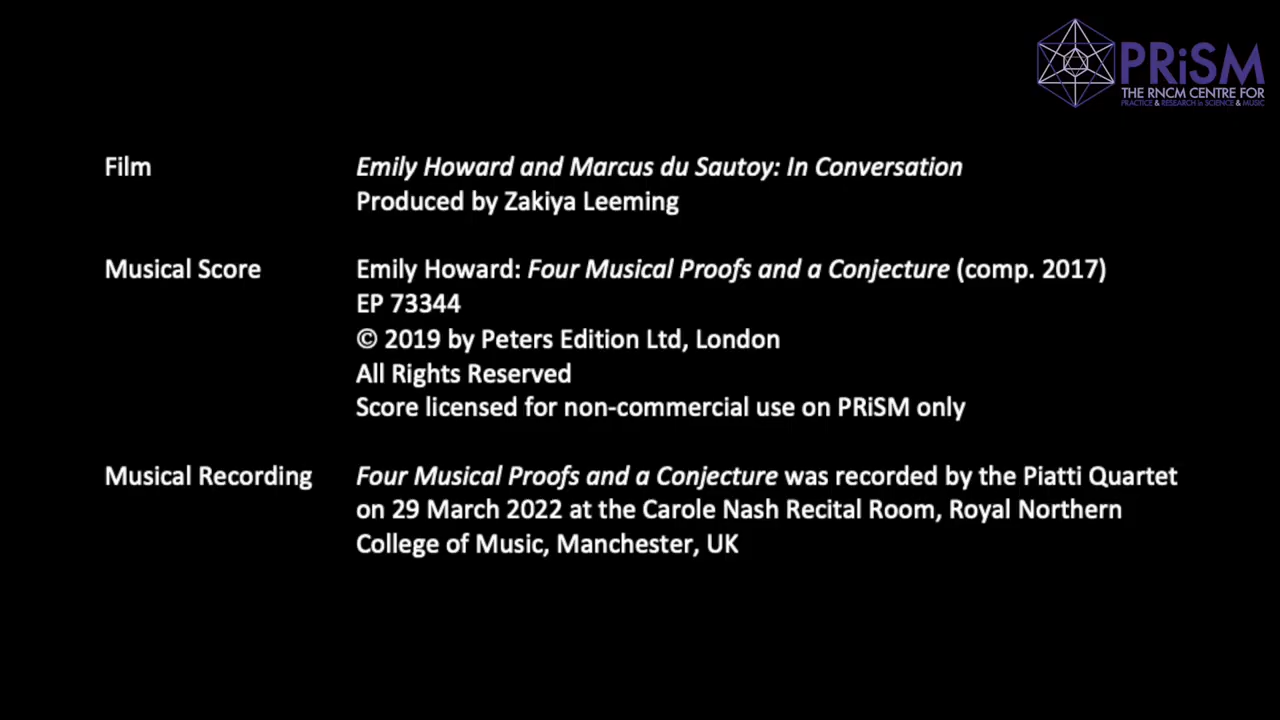 PRiSM
THE RNCM CENTRE FOR
PRACTICE & RESEARCH in SCIENCE & MUSIC
Film
Emily Howard and Marcus du Sautoy: In Conversation
Produced by Zakiya Leeming
Musical Score
Emily Howard: Four Musical Proofs and a Conjecture (comp. 2017)
EP 73344
© 2019 by Peters Edition Ltd, London
All Rights Reserved
Score licensed for non-commercial use on PRiSM only
Musical Recording
Four Musical Proofs and a Conjecture was recorded by the Piatti Quartet
on 29 March 2022 at the Carole Nash Recital Room, Royal Northern
College of Music, Manchester, UK